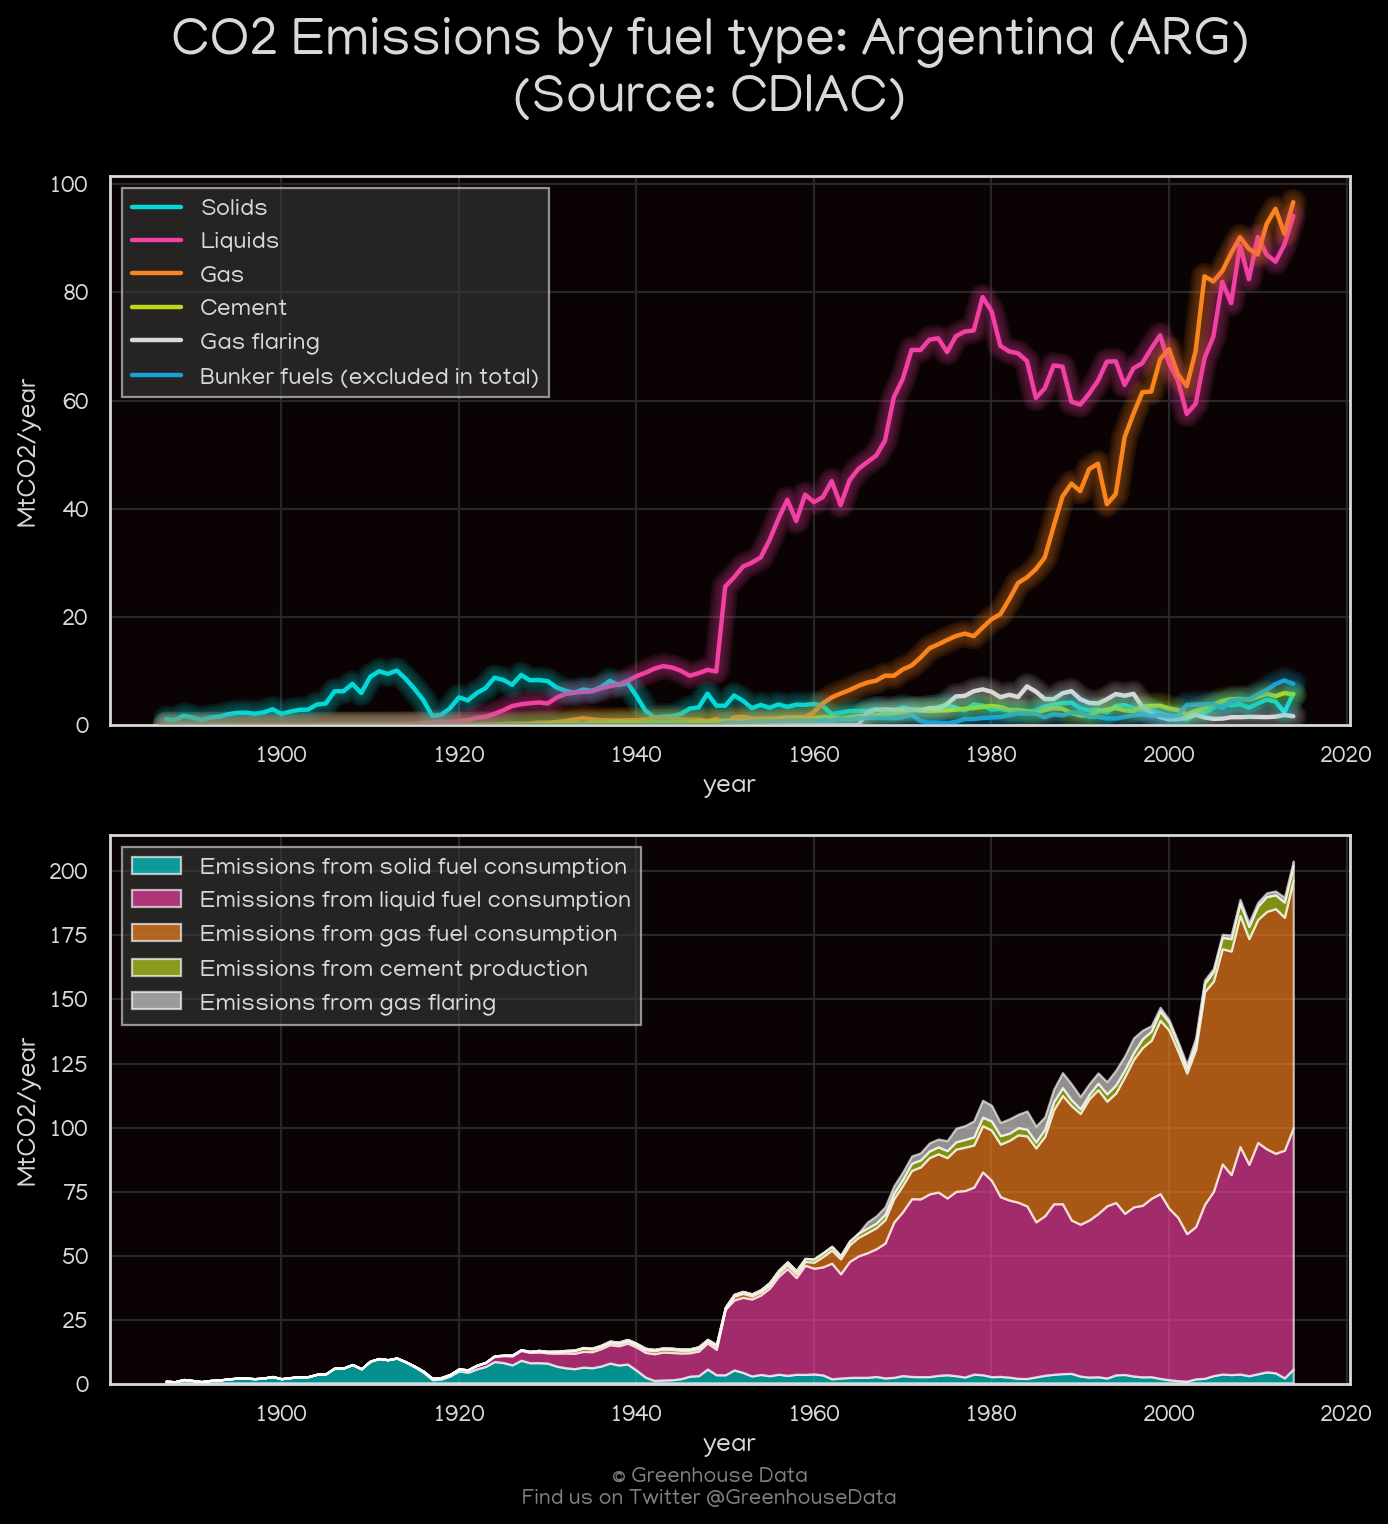 CO2 Emissions by fuel type: Argentina (ARG)
(Source: CDIAC)
MtCO2/year
100
80
60
40
20
0
Solids
Liquids
Gas
Cement
Gas flaring
Bunker fuels (excluded in total)
1900 1920 1940 1960 1980 2000 2020
year
MtCO2/year
200
175
150
125
100
75
50
25
0
Emissions from solid fuel consumption
Emissions from liquid fuel consumption
Emissions from gas fuel consumption
Emissions from cement production
Emissions from gas flaring
1900 1920 1940 1960 1980 2000 2020
year
© Greenhouse Data
Find us on Twitter @GreenhouseData